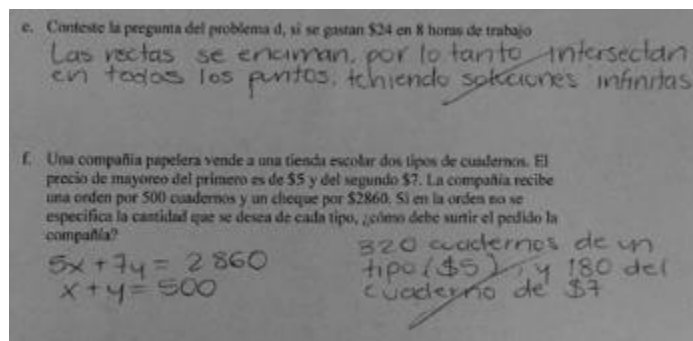 e. Conteste la pregunta del problema d, si se gastan $24 en 8 horas de trabajo
Las rectas se enciman, por lo tanto intersectan
en todos los puntos, teniendo soluciones infinitas
f. Una compañía papelera vende a una tienda escolar dos tipos de cuadernos. El
precio de mayoreo del primero es de $5 y del segundo $7. La compañía recibe
una orden por 500 cuadernos y un cheque por $2860. Si en la orden no se
especifica la cantidad que se desea de cada tipo, ¿cómo debe surtir el pedido la
compañía?
5x + 7y = 2860
x + y = 500
320 cuadernos de un
tipo ($5), y 180 del
cuaderno de $7